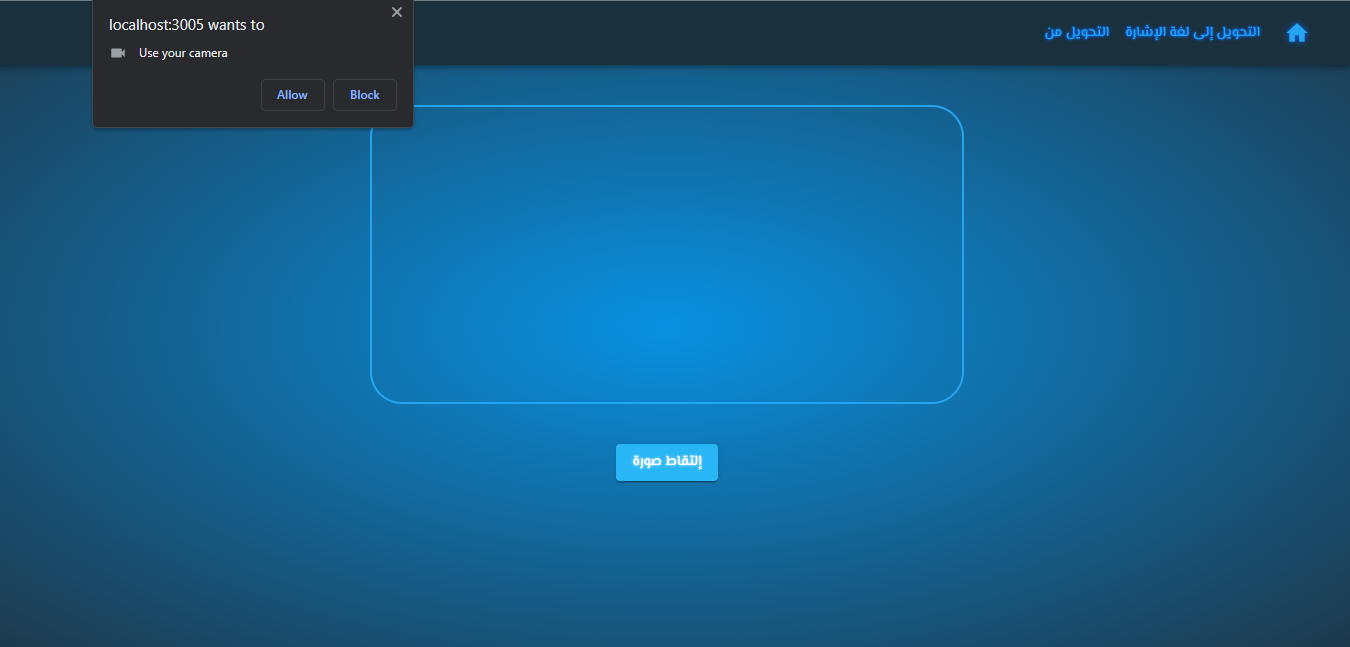 localhost:3005 wants to
Use your camera
Allow
Block
التحويل إلى لغة الإشارة
التحويل من
إلتقاط صورة